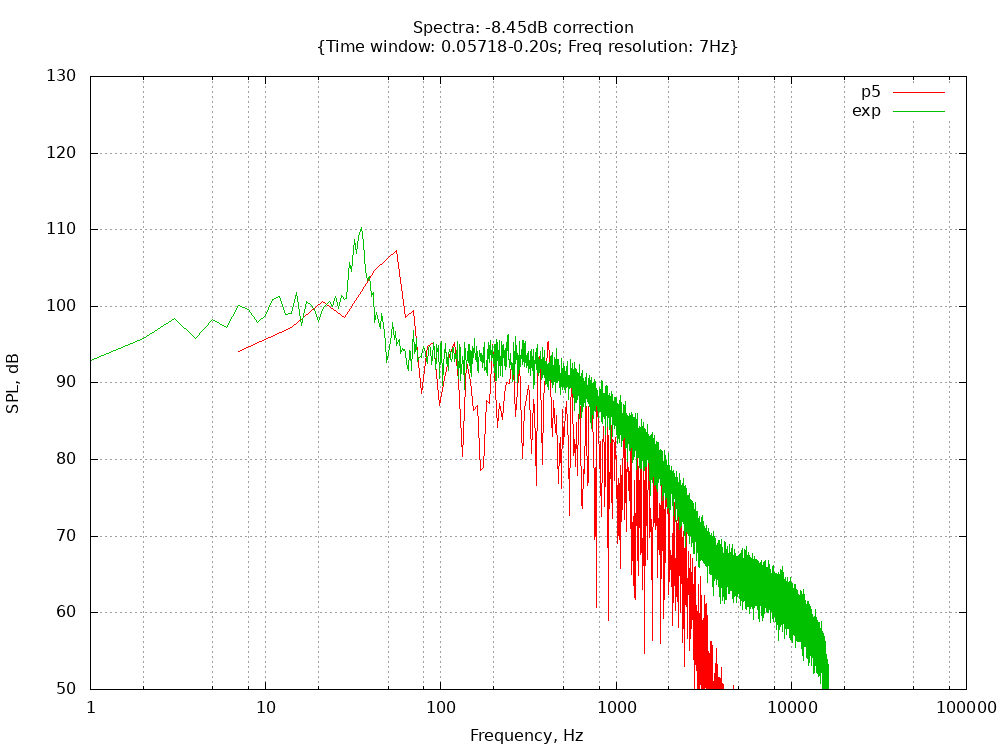 Spectra: -8.45dB correction
{Time window: 0.05718-0.20s; Freq resolution: 7Hz}
p5
exp
130
120
110
100
90
80
70
60
50
SPL, dB
1 10 100 1000 10000 100000
Frequency, Hz